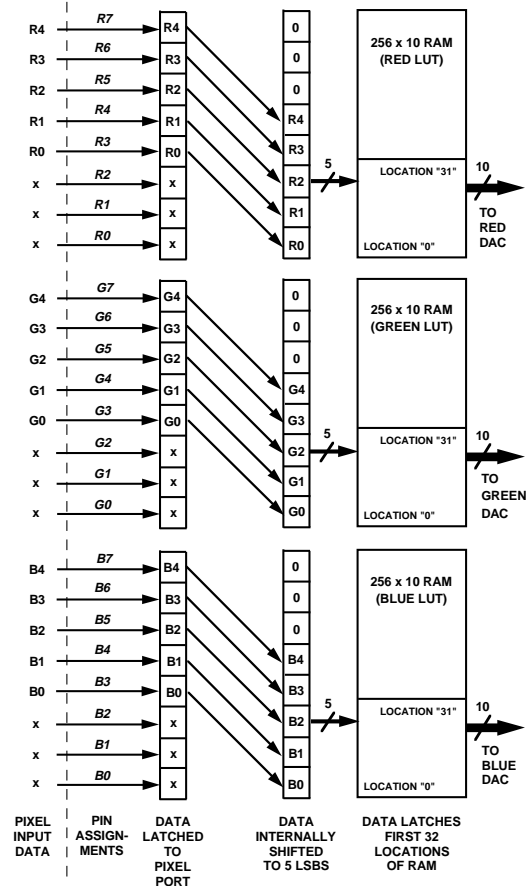 R4 R7 R4 0 256 x 10 RAM
R3 R6 R3 0 (RED LUT)
R2 R5 R2 0
R1 R4 R1 R4
R0 R3 R0 R3 5 LOCATION "31" 10
x R2 x R2
x R1 x R1 TO
x R0 x R0 LOCATION "0" RED
DAC
G4 G7 G4 0 256 x 10 RAM
G3 G6 G3 0 (GREEN LUT)
G2 G5 G2 0
G1 G4 G1 G4
G0 G3 G0 G3 5 LOCATION "31" 10
x G2 x G2
x G1 x G1 TO
x G0 x G0 LOCATION "0" GREEN
DAC
B4 B7 B4 0 256 x 10 RAM
B3 B6 B3 0 (BLUE LUT)
B2 B5 B2 0
B1 B4 B1 B4
B0 B3 B0 B3 5 LOCATION "31" 10
x B2 x B2
x B1 x B1 TO
x B0 x B0 LOCATION "0" BLUE
DAC
PIXEL
INPUT
DATA
PIN
ASSIGN-
MENTS
DATA
LATCHED
TO
PIXEL
PORT
DATA
INTERNALLY
SHIFTED
TO 5 LSBS
DATA LATCHES
FIRST 32
LOCATIONS
OF RAM